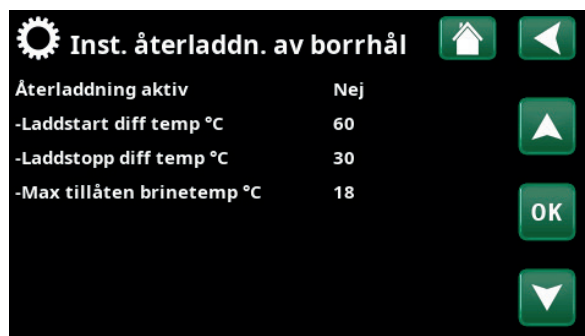 Inst. återladdn. av borrhål
Återladdning aktiv Nej
-Laddstart diff temp °C 60
-Laddstopp diff temp °C 30
-Max tillåten brinetemp °C 18
OK